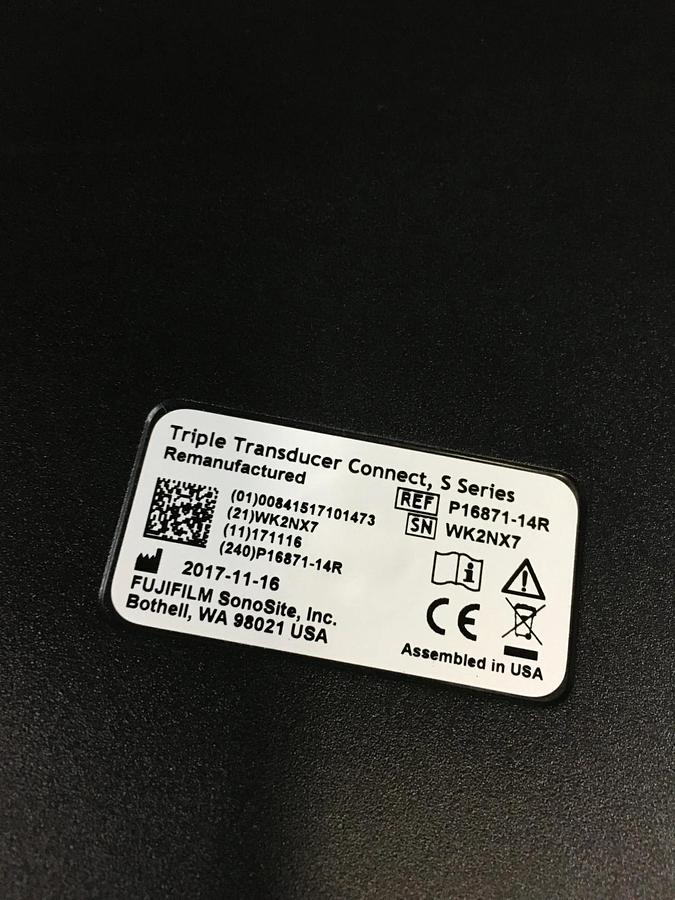 Triple Transducer Connect, S Series
Remanufactured
REF P16871-14R
SN WK2NX7
(01)00841517101473
(21)WK2NX7
(11)171116
(240)P16871-14R
2017-11-16
FUJIFILM SonoSite, Inc.
Bothell, WA 98021 USA
CE
Assembled in USA